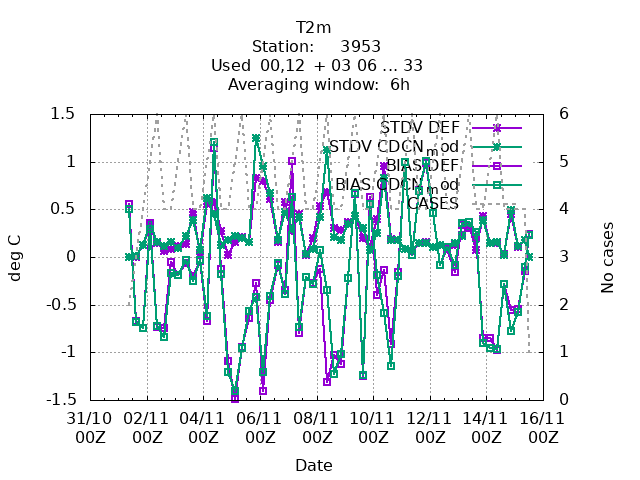 T2m
Station: 3953
Used 00,12 + 03 06 ... 33
Averaging window: 6h
1.5
1
0.5
0
-0.5
-1
-1.5
deg C
6
5
4
3
2
1
0
No cases
STDV DEF
STDV CDCN_mod
BIAS DEF
BIAS CDCN_mod
CASES
31/10 02/11 04/11 06/11 08/11 10/11 12/11 14/11 16/11
00Z 00Z 00Z 00Z 00Z 00Z 00Z 00Z 00Z
Date